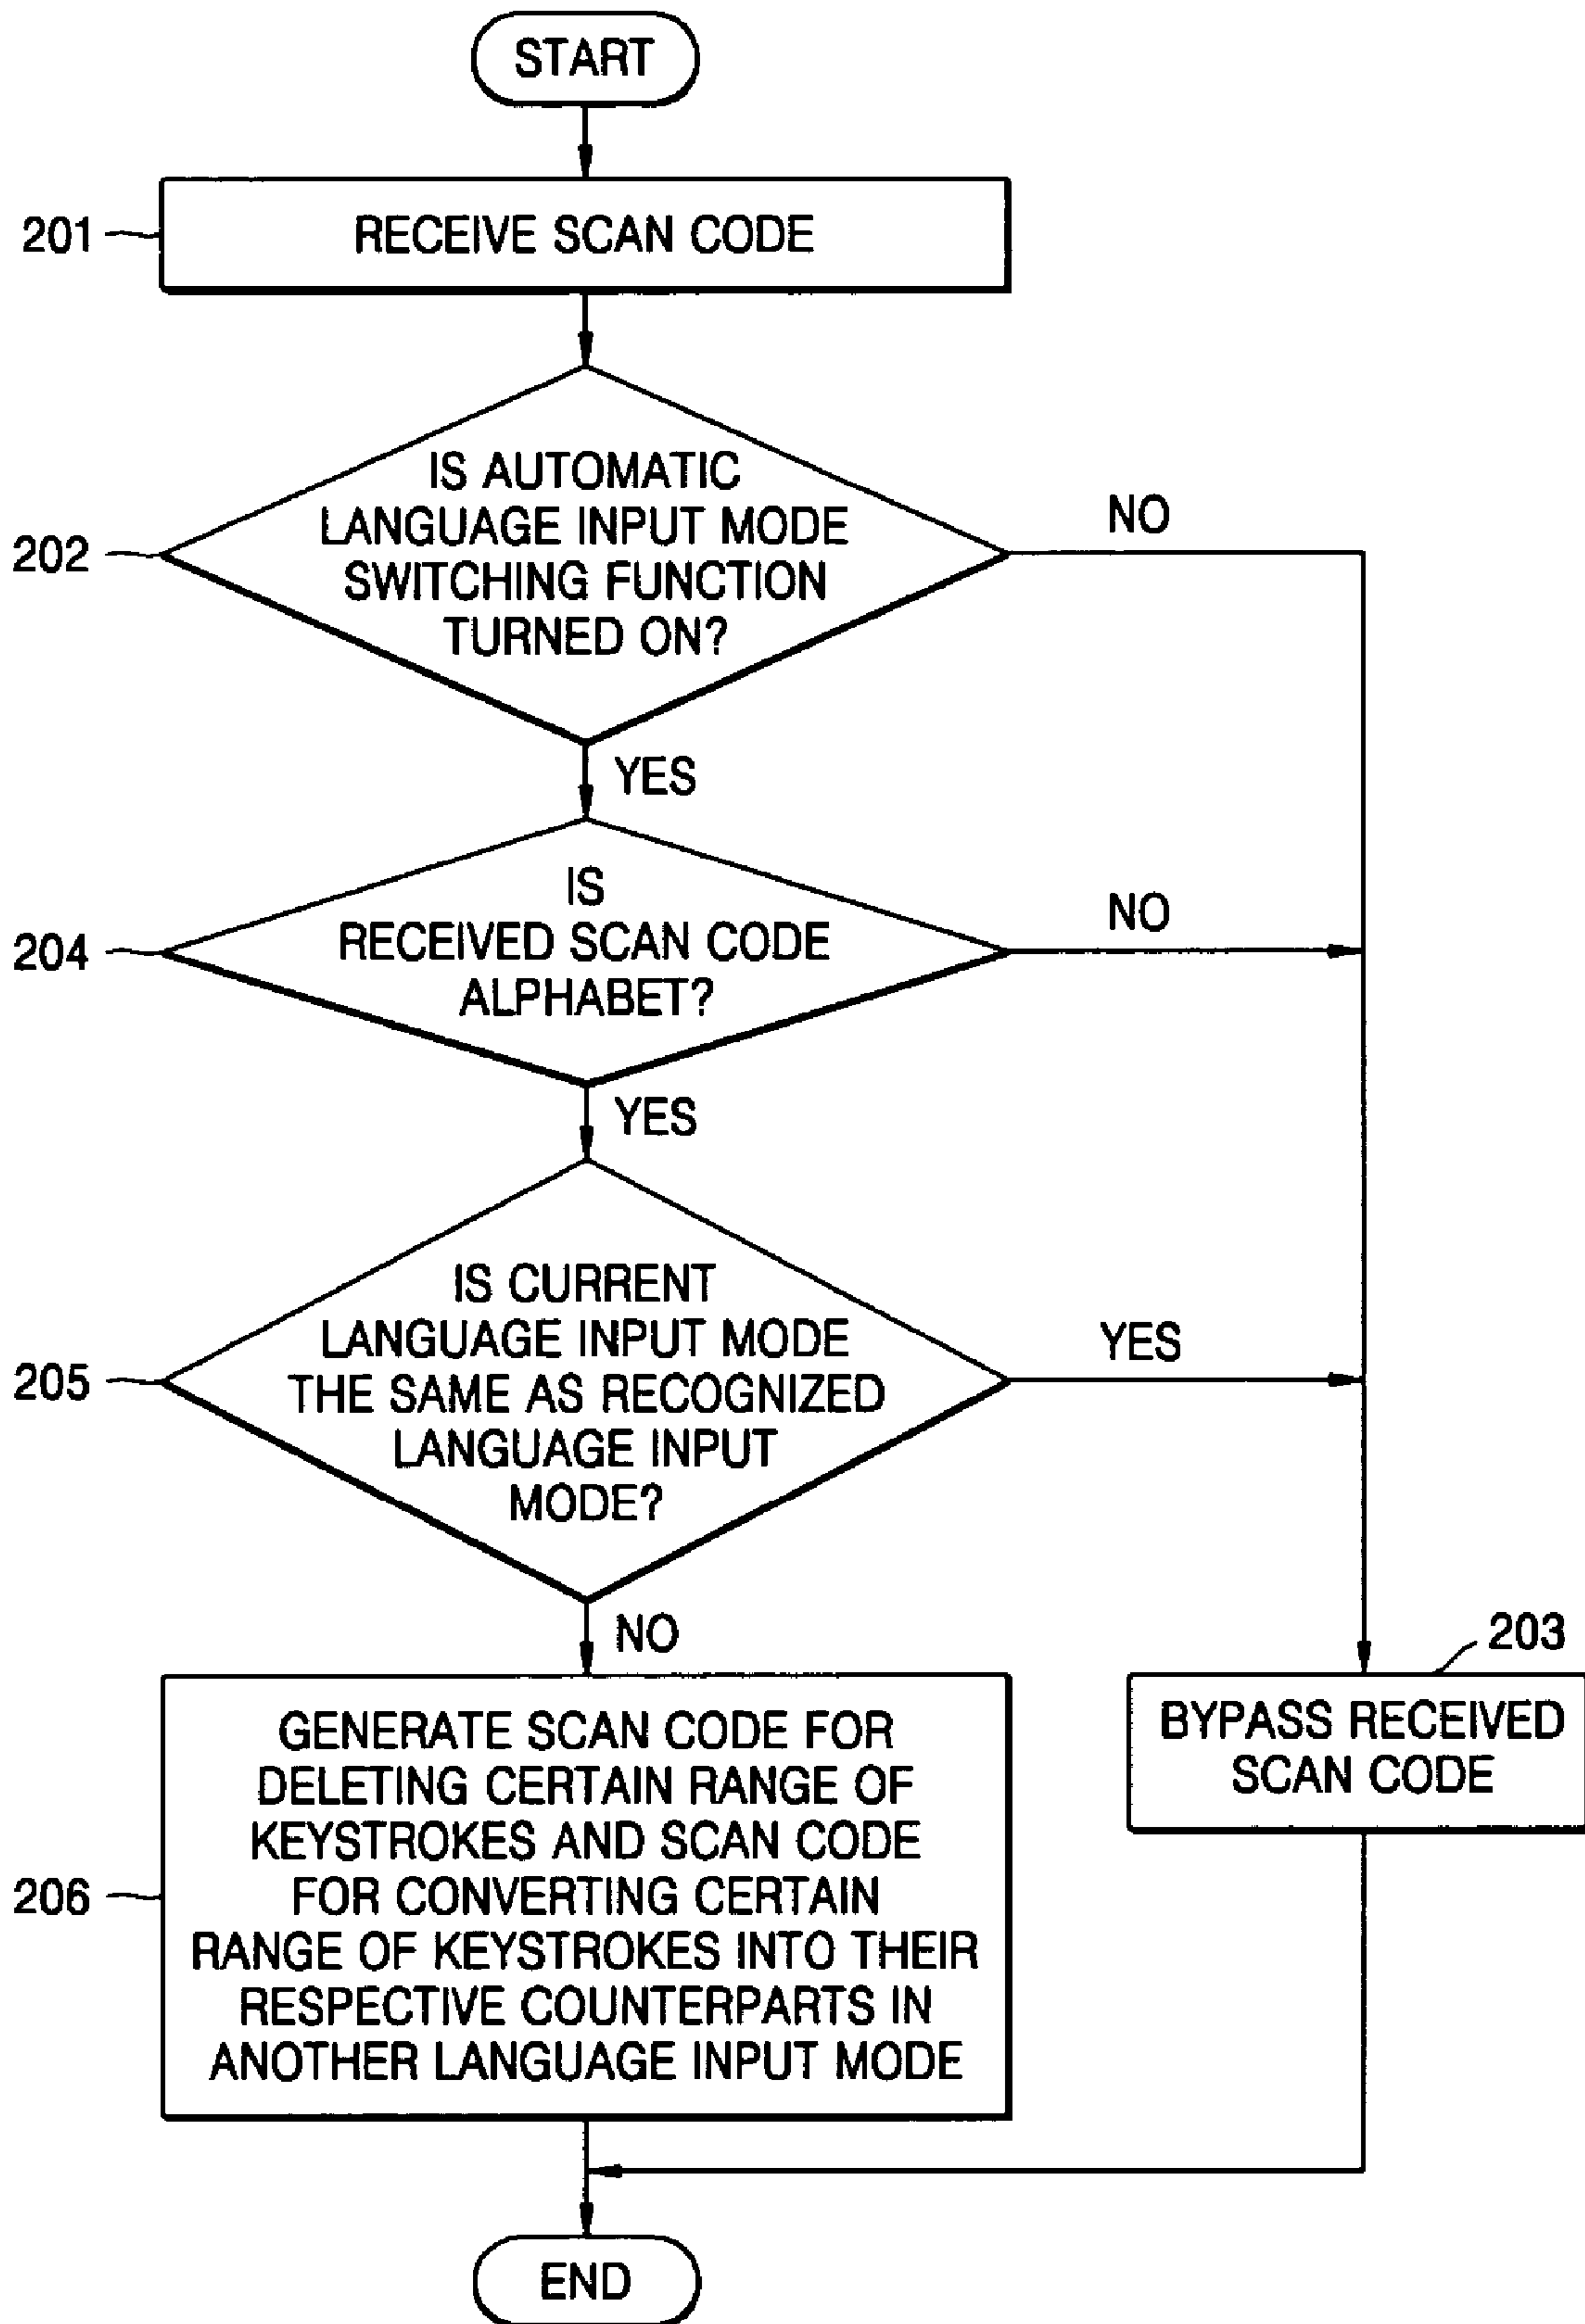 START
201
RECEIVE SCAN CODE
202
IS AUTOMATIC
LANGUAGE INPUT MODE
SWITCHING FUNCTION
TURNED ON?
NO
YES
204
IS
RECEIVED SCAN CODE
ALPHABET?
NO
YES
205
IS CURRENT
LANGUAGE INPUT MODE
THE SAME AS RECOGNIZED
LANGUAGE INPUT
MODE?
YES
NO
203
BYPASS RECEIVED
SCAN CODE
206
GENERATE SCAN CODE FOR
DELETING CERTAIN RANGE OF
KEYSTROKES AND SCAN CODE
FOR CONVERTING CERTAIN
RANGE OF KEYSTROKES INTO THEIR
RESPECTIVE COUNTERPARTS IN
ANOTHER LANGUAGE INPUT MODE
END